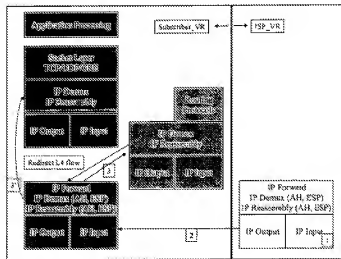 Application Processing
Subscriber_VR
ISP_VR
Socket Layer
TCP/UDP/GRE
IP Demux
IP Reassembly
IP Output
IP Input
Routing
IP Demux
IP Reassembly
IP Output
IP Input
Redirect L4 flow
3
3'
IP Forward
IP Demux (AH, ESP)
IP Reassembly (AH, ESP)
IP Output
IP Input
2
IP Forward
IP Demux (AH, ESP)
IP Reassembly (AH, ESP)
IP Output
IP Input
1